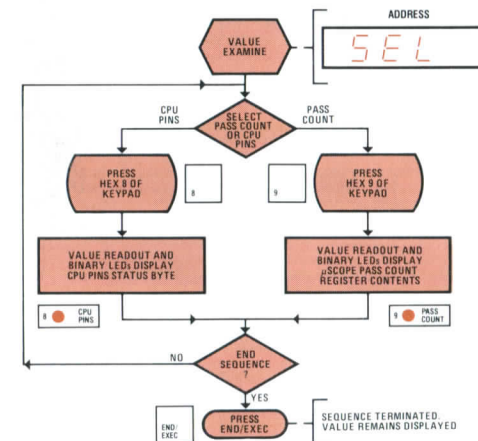 ADDRESS
VALUE
EXAMINE
SEL
CPU
PINS
SELECT
PASS COUNT
OR CPU
PINS
PASS
COUNT
PRESS
HEX 8 OF
KEYPAD
8
9
PRESS
HEX 9 OF
KEYPAD
VALUE READOUT AND
BINARY LEDs DISPLAY
CPU PINS STATUS BYTE
VALUE READOUT AND
BINARY LEDs DISPLAY
µSCOPE PASS COUNT
REGISTER CONTENTS
8 CPU
PINS
9 PASS
COUNT
NO
END
SEQUENCE
?
YES
END/
EXEC
PRESS
END/EXEC
SEQUENCE TERMINATED.
VALUE REMAINS DISPLAYED